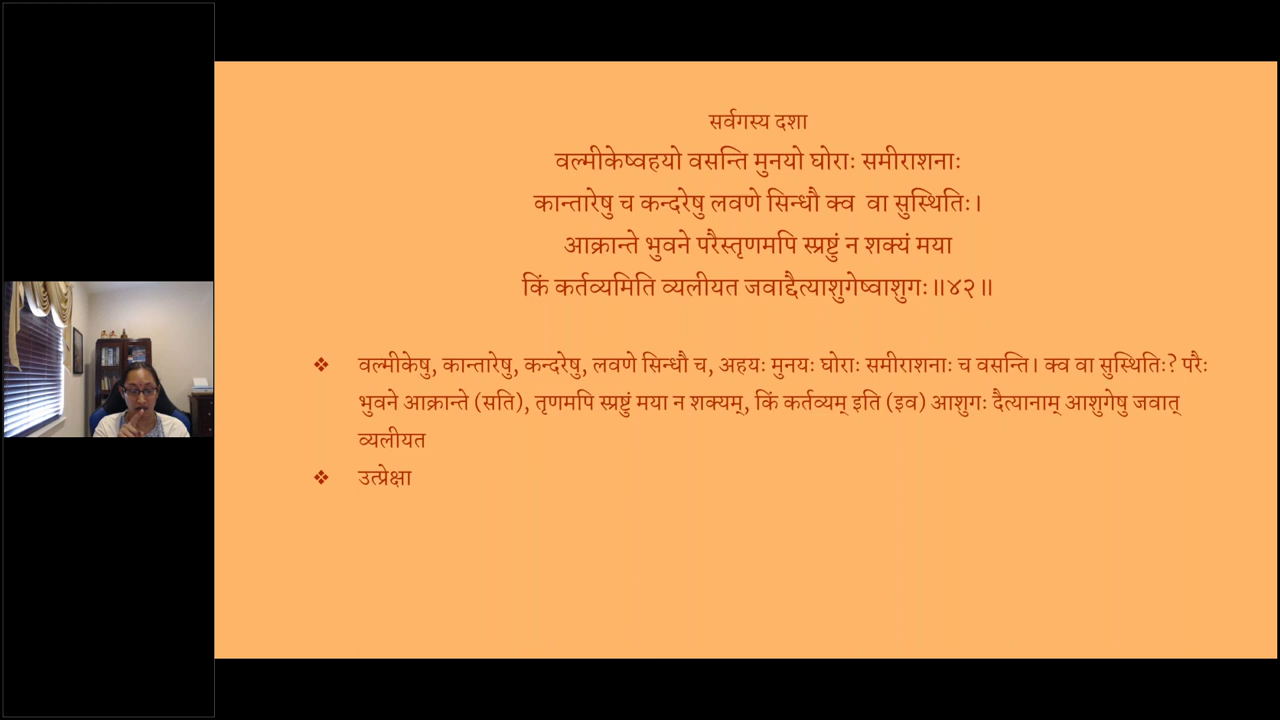 सर्वगस्य दशा
वल्मीकेष्वहयो वसन्ति मुनयो घोराः समीराशनाः
कान्तारेषु च कन्दरेषु लवणे सिन्धौ क्व वा सुस्थितिः।
आक्रान्ते भुवने परैस्तृणमपि स्प्रष्टुं न शक्यं मया
किं कर्तव्यमिति व्यलीयत जवाद्दैत्याशुगेष्वाशुगः॥४२॥
❖ वल्मीकेषु, कान्तारेषु, कन्दरेषु, लवणे सिन्धौ च, अहयः मुनयः घोराः समीराशनाः च वसन्ति। क्व वा सुस्थितिः? परैः
भुवने आक्रान्ते (सति), तृणमपि स्प्रष्टुं मया न शक्यम्, किं कर्तव्यम् इति (इव) आशुगः दैत्यानाम् आशुगेषु जवात्
व्यलीयत
❖ उत्प्रेक्षा